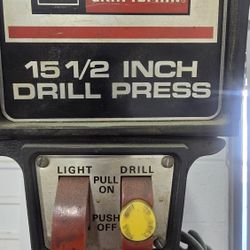 15 1/2 INCH
DRILL PRESS
LIGHT DRILL
PULL
ON
PUSH
OFF